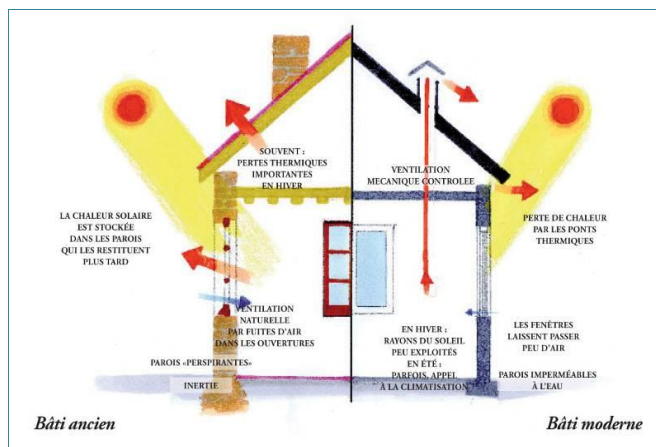 SOUVENT :
PERTES THERMIQUES
IMPORTANTES
EN HIVER
VENTILATION
MECANIQUE CONTROLEE
LA CHALEUR SOLAIRE
EST STOCKÉE
DANS LES PAROIS
QUI LES RESTITUENT
PLUS TARD
PERTE DE CHALEUR
PAR LES PONTS
THERMIQUES
VENTILATION
NATURELLE
PAR FUITES D'AIR
DANS LES OUVERTURES
EN HIVER :
RAYONS DU SOLEIL
PEU EXPLOITÉS
EN ÉTÉ :
PARFOIS, APPEL
À LA CLIMATISATION
LES FENÊTRES
LAISSENT PASSER
PEU D'AIR
PAROIS «PERSPIRANTES»
INERTIE
PAROIS IMPERMÉABLES
À L'EAU
Bâti ancien
Bâti moderne